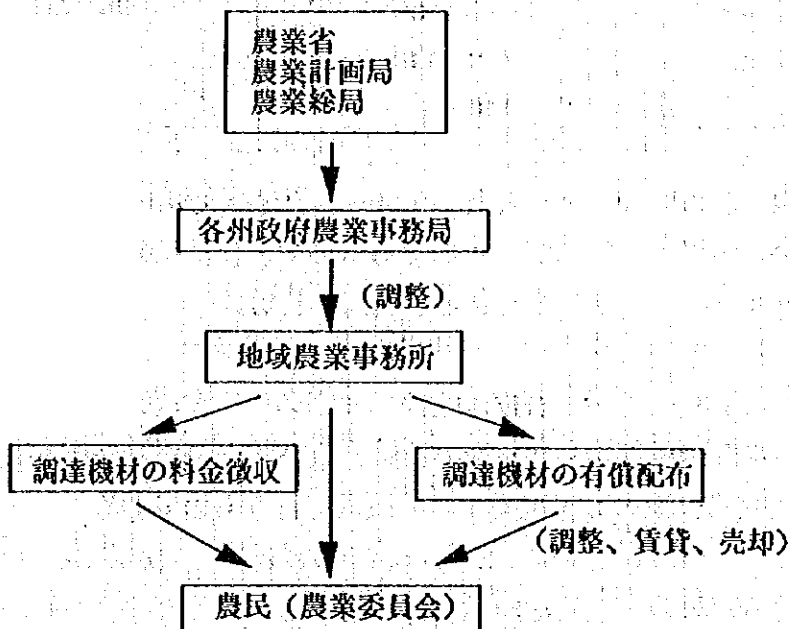 農業省
農業計画局
農業総局
各州政府農業事務局
（調整）
地域農業事務所
調達機材の料金徴収
調達機材の有償配布
（調整、賃貸、売却）
農民（農業委員会）